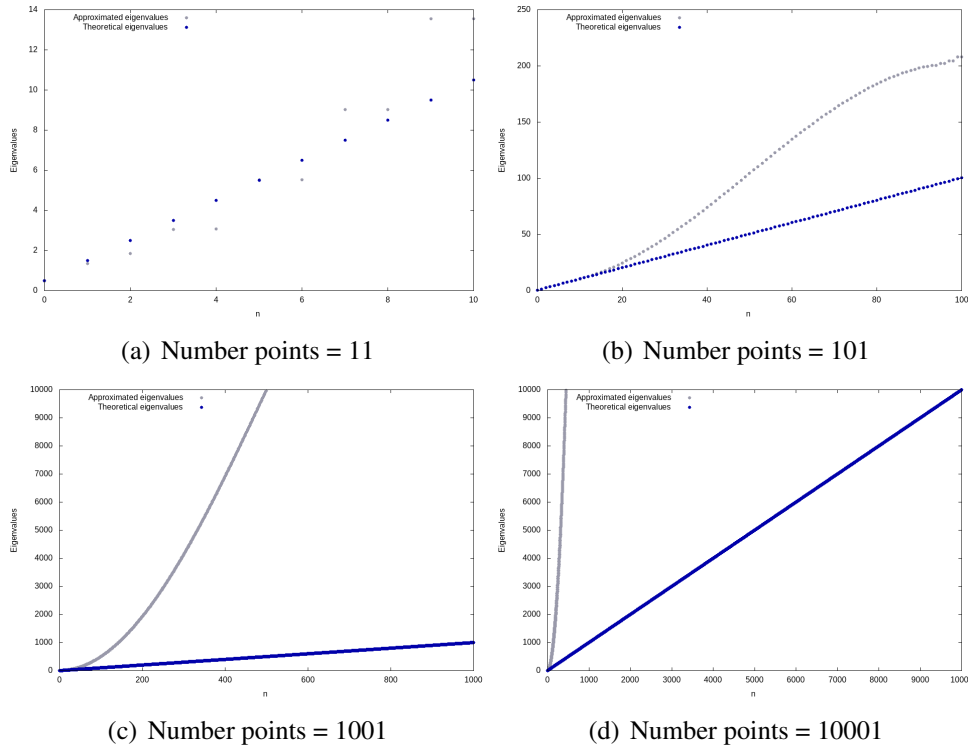 Approximated eigenvalues
Theoretical eigenvalues
14
12
10
8
6
4
2
0
Eigenvalues
0 2 4 6 8 10
n
(a) Number points = 11
Approximated eigenvalues
Theoretical eigenvalues
250
200
150
100
50
0
Eigenvalues
0 20 40 60 80 100
n
(b) Number points = 101
Approximated eigenvalues
Theoretical eigenvalues
10000
9000
8000
7000
6000
5000
4000
3000
2000
1000
0
Eigenvalues
0 200 400 600 800 1000
n
(c) Number points = 1001
Approximated eigenvalues
Theoretical eigenvalues
10000
9000
8000
7000
6000
5000
4000
3000
2000
1000
0
Eigenvalues
0 1000 2000 3000 4000 5000 6000 7000 8000 9000 10000
n
(d) Number points = 10001